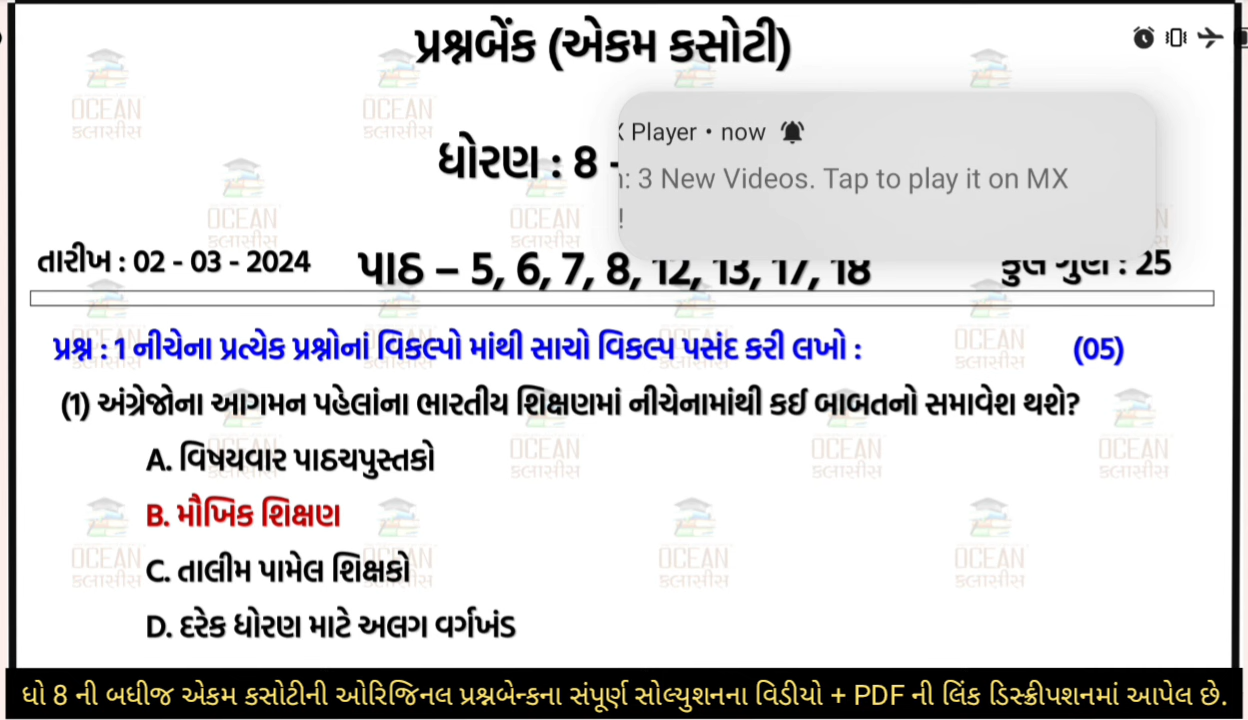 પ્રશ્નબેંક (એકમ કસોટી)
Player • now
ધોરણ : 8 -
: 3 New Videos. Tap to play it on MX
!
તારીખ : 02 - 03 - 2024 પાઠ – 5, 6, 7, 8, 12, 13, 17, 18 કુલ ગુણ : 25
પ્રશ્ન : 1 નીચેના પ્રત્યેક પ્રશ્નોનાં વિકલ્પો માંથી સાચો વિકલ્પ પસંદ કરી લખો : (05)
(1) અંગ્રેજોના આગમન પહેલાંના ભારતીય શિક્ષણમાં નીચેનામાંથી કઈ બાબતનો સમાવેશ થશે?
A. વિષયવાર પાઠ્યપુસ્તકો
B. મૌખિક શિક્ષણ
C. તાલીમ પામેલ શિક્ષકો
D. દરેક ધોરણ માટે અલગ વર્ગખંડ
OCEAN
ક્લાસીસ
ધો 8 ની બધીજ એકમ કસોટીની ઓરિજિનલ પ્રશ્નબેન્કના સંપૂર્ણ સોલ્યુશનના વિડીયો + PDF ની લિંક ડિસ્ક્રીપશનમાં આપેલ છે.